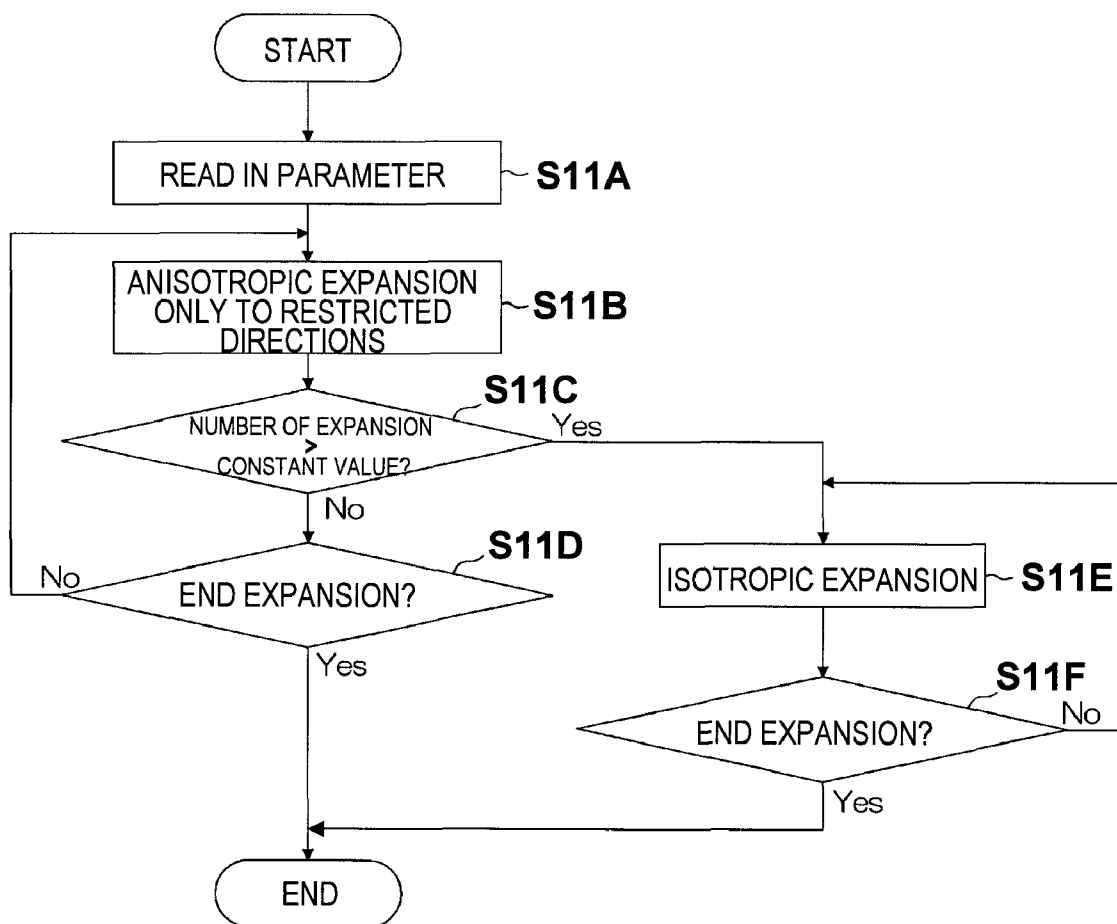 START
READ IN PARAMETER
S11A
ANISOTROPIC EXPANSION
ONLY TO RESTRICTED
DIRECTIONS
S11B
S11C
NUMBER OF EXPANSION
>
CONSTANT VALUE?
Yes
No
S11D
END EXPANSION?
No
Yes
ISOTROPIC EXPANSION
S11E
S11F
END EXPANSION?
No
Yes
END